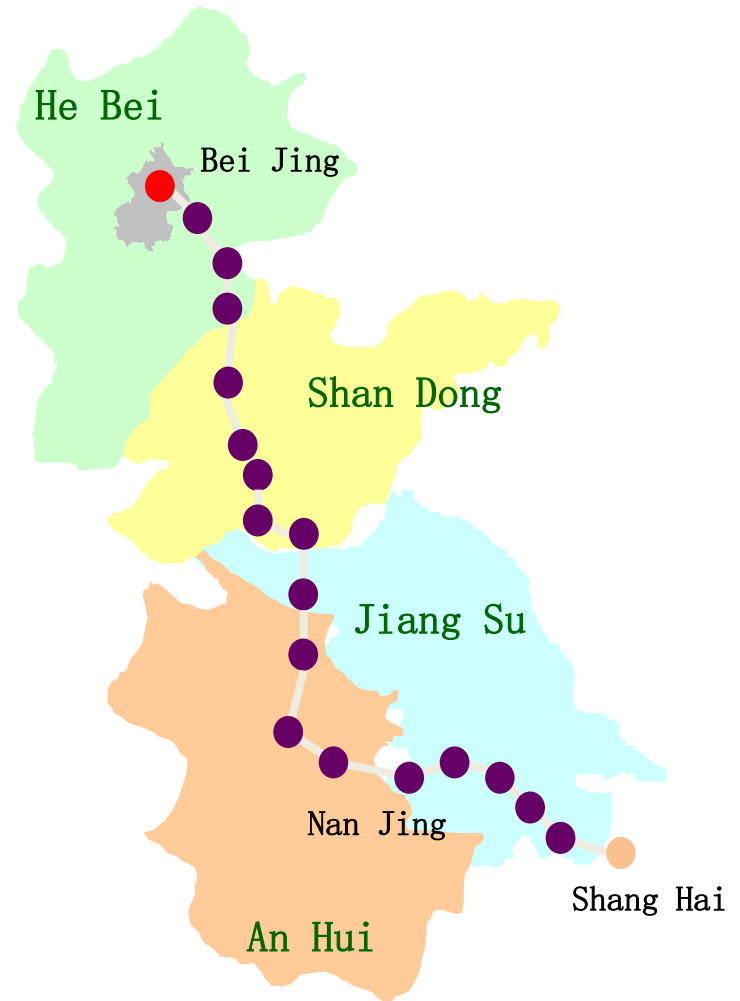 He Bei
Bei Jing
Shan Dong
Jiang Su
Nan Jing
Shang Hai
An Hui